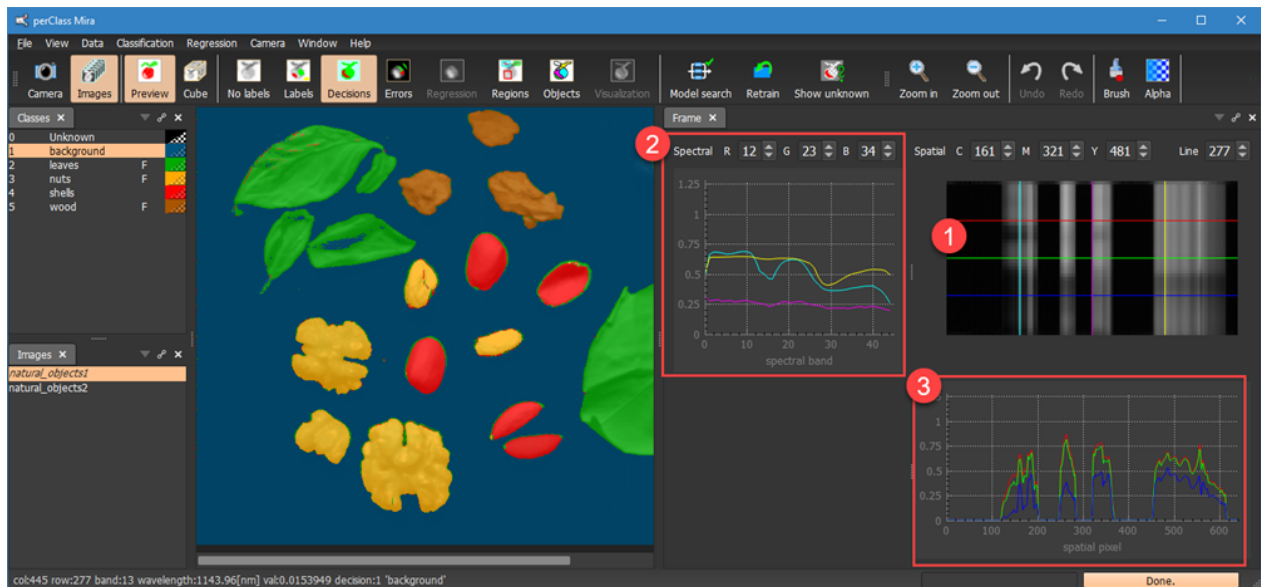 perClass Mira
File View Data Classification Regression Camera Window Help
Camera Images Preview Cube No labels Labels Decisions Errors Regression Regions Objects Visualization Model search Retrain Show unknown Zoom in Zoom out Undo Redo Brush Alpha
Classes
0 Unknown
1 background
2 leaves F
3 nuts F
4 shells
5 wood F
Images
natural_objects1
natural_objects2
Frame
2
Spectral R 12 G 23 B 34
1.25
1
0.75
0.5
0.25
0
0 10 20 30 40
spectral band
Spatial C 161 M 321 Y 481 Line 277
1
3
1
0.75
0.5
0.25
0
0 100 200 300 400 500 600
spatial pixel
col:445 row:277 band:13 wavelength:1143.96[nm] val:0.0153949 decision:1 'background'
Done.